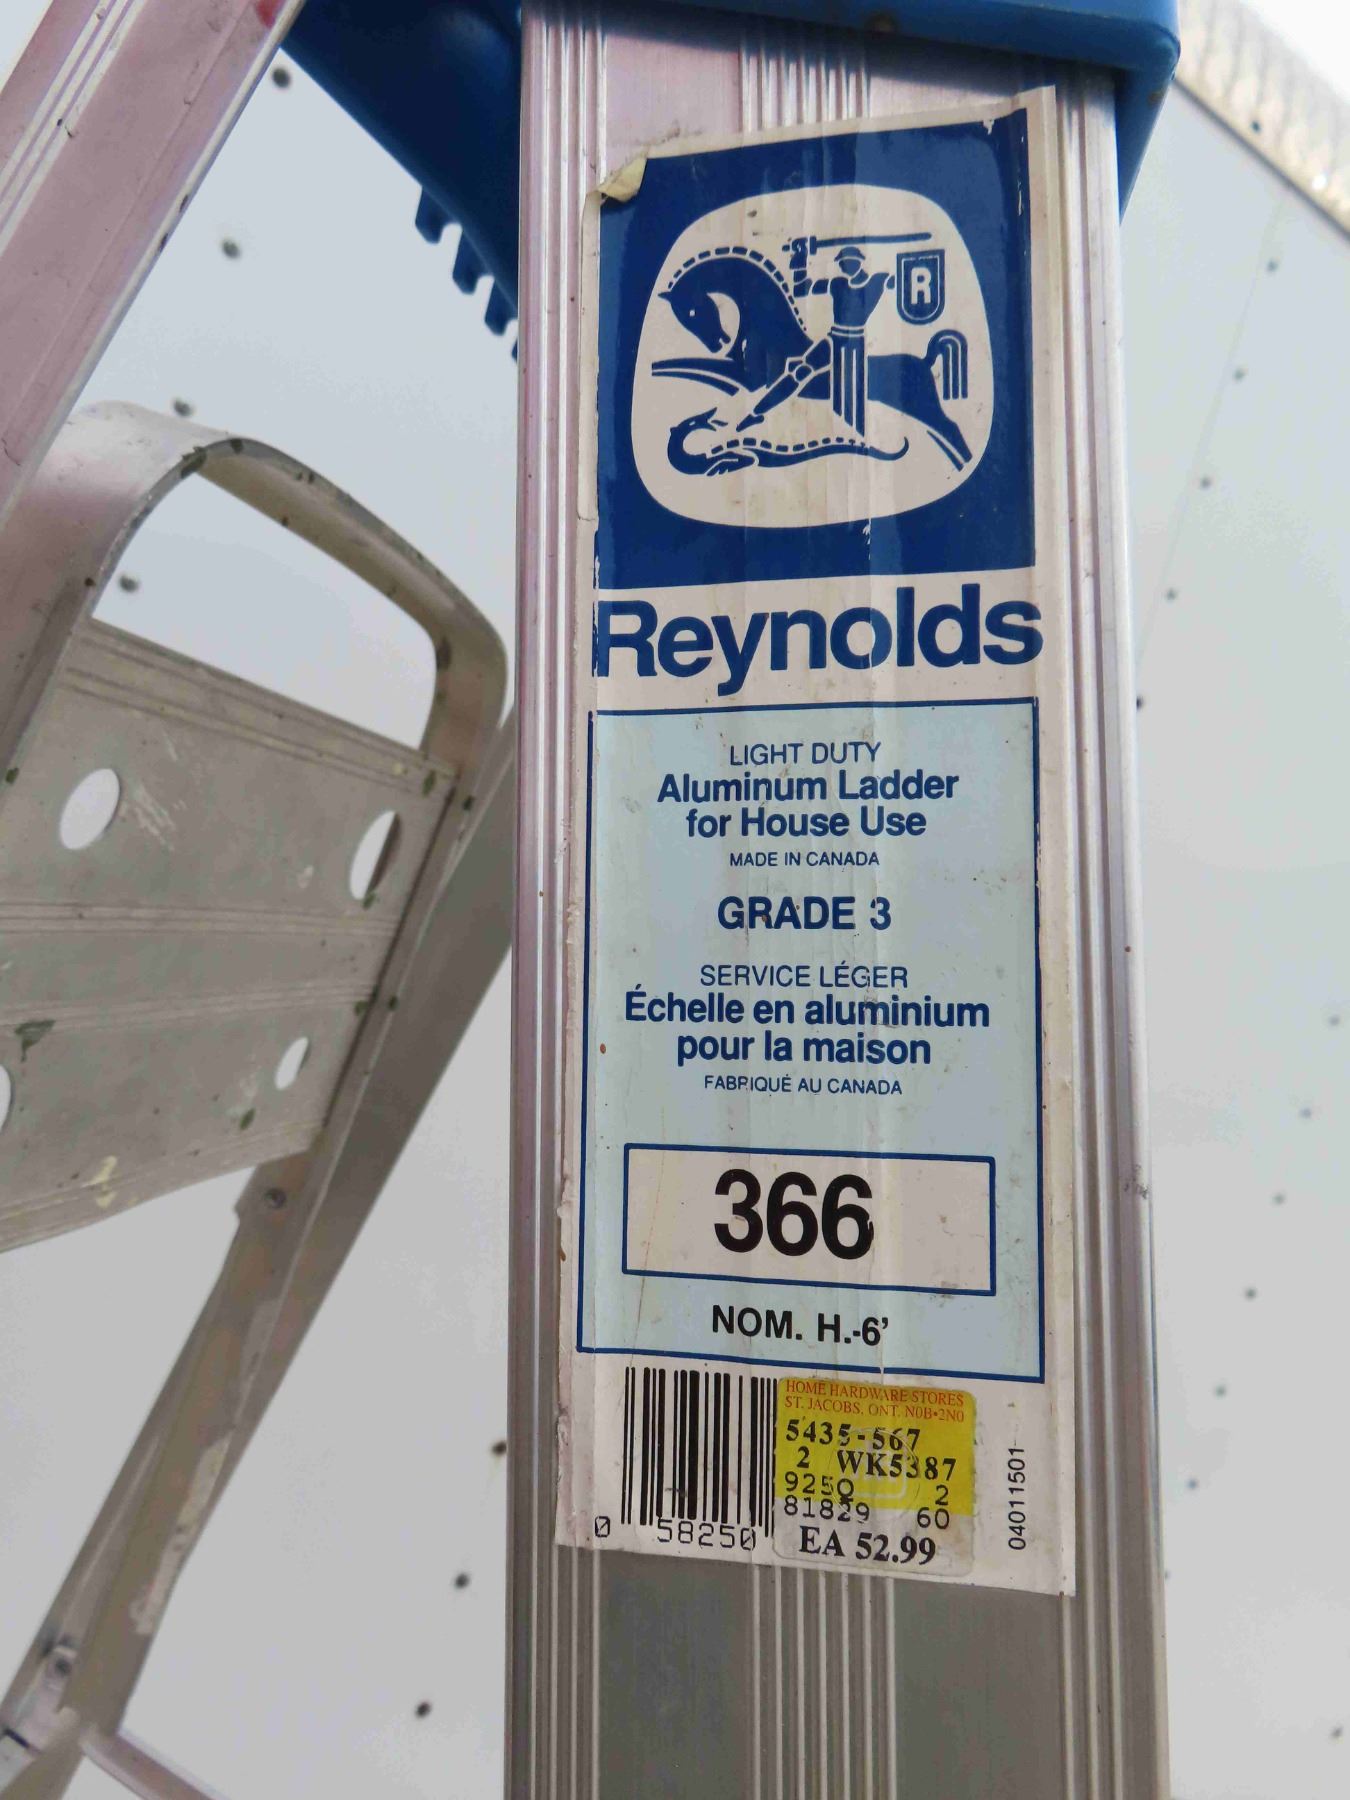 R
Reynolds
LIGHT DUTY
Aluminum Ladder
for House Use
MADE IN CANADA
GRADE 3
SERVICE LÉGER
Échelle en aluminium
pour la maison
FABRIQUÉ AU CANADA
366
NOM. H.-6’
HOME HARDWARE STORES
ST. JACOBS, ONT. N0B•2N0
5435-567
2 WK5387
9250 2
81829 60
EA 52.99
0 58250
04011501